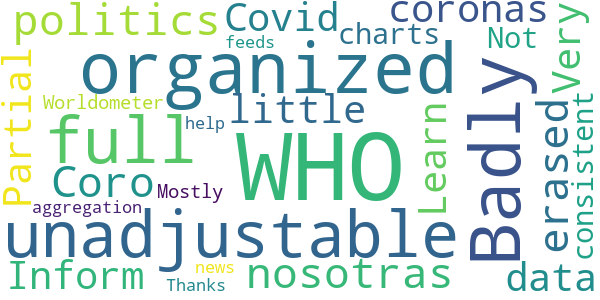 politics
Covid
coronas
feeds
charts
Not
Very
organized
Worldometer
little
Partial
full
help
WHO
Learn
Badly
erased
consistent
Coro
Mostly
aggregation
unadjustable
Inform
news
Thanks
nosotras
data